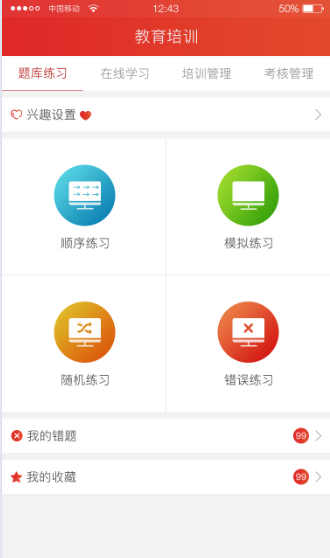 中国移动 12:43 50%
教育培训
题库练习 在线学习 培训管理 考核管理
兴趣设置
顺序练习 模拟练习
随机练习 错误练习
我的错题 99
我的收藏 99